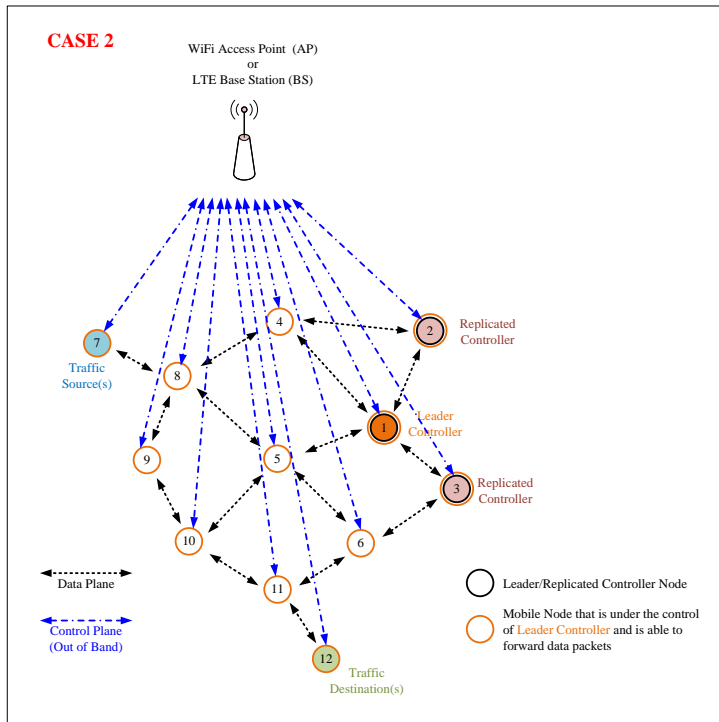 CASE 2
WiFi Access Point (AP)
or
LTE Base Station (BS)
4
2
Replicated
Controller
7
Traffic
Source(s)
8
1
Leader
Controller
9
5
3
Replicated
Controller
10
6
11
Data Plane
Control Plane
(Out of Band)
Leader/Replicated Controller Node
Mobile Node that is under the control
of Leader Controller and is able to
forward data packets
12
Traffic
Destination(s)